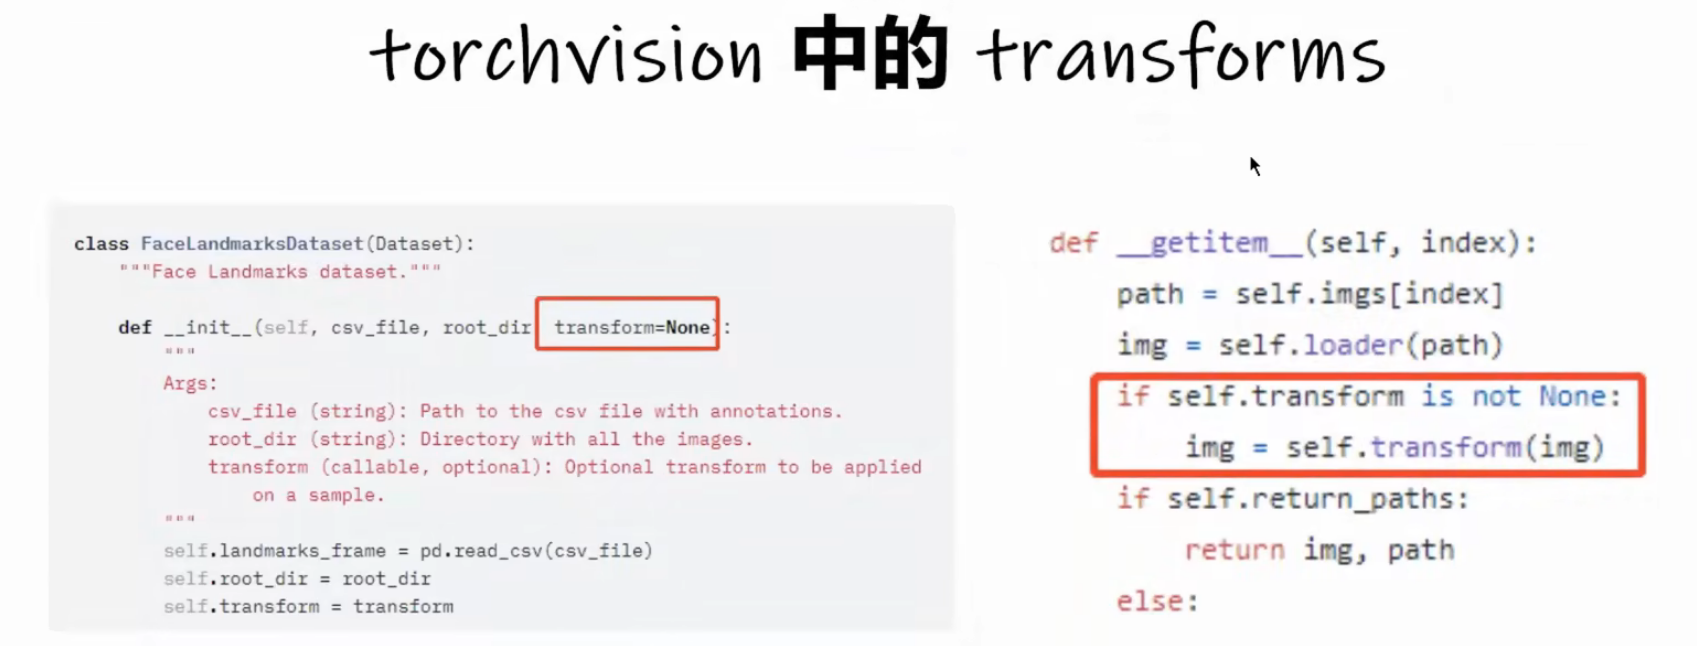 torchvision 中的 transforms
class FaceLandmarksDataset(Dataset):
"""Face Landmarks dataset."""
def __init__(self, csv_file, root_dir transform=None):
"""
Args:
csv_file (string): Path to the csv file with annotations.
root_dir (string): Directory with all the images.
transform (callable, optional): Optional transform to be applied
on a sample.
"""
self.landmarks_frame = pd.read_csv(csv_file)
self.root_dir = root_dir
self.transform = transform
def __getitem__(self, index):
path = self.imgs[index]
img = self.loader(path)
if self.transform is not None:
img = self.transform(img)
if self.return_paths:
return img, path
else: